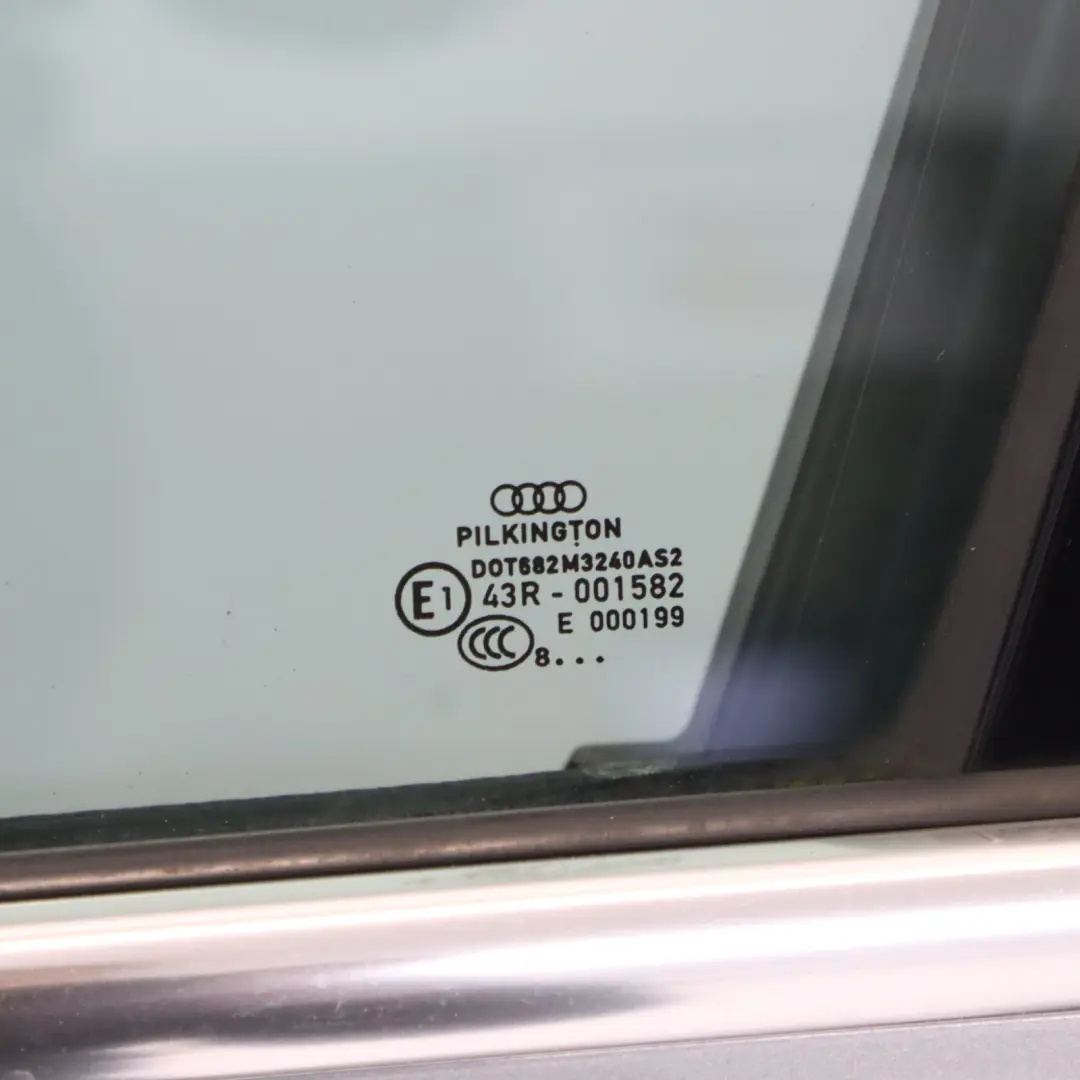 PILKINGTON
DOT682M3240AS2
E1 43R - 001582
E 000199
CCC 8...